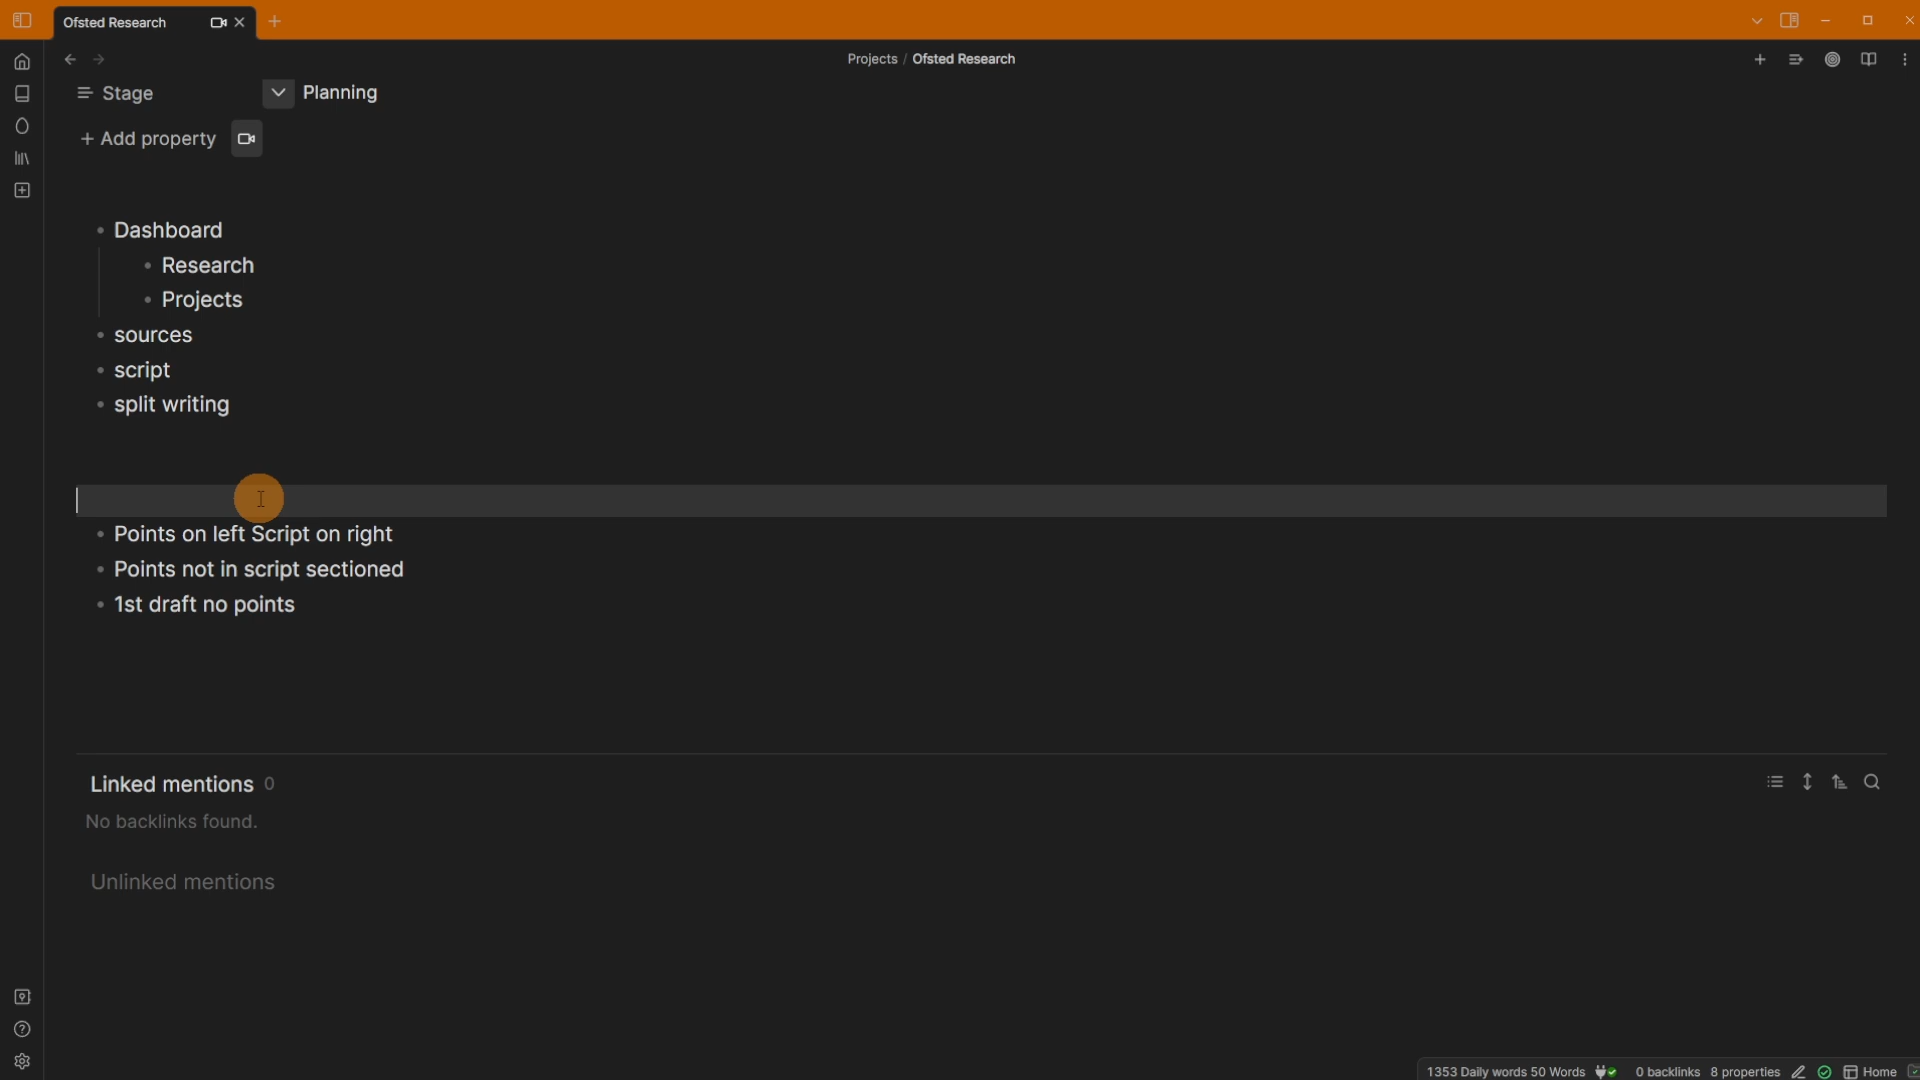 Ofsted Research
Projects / Ofsted Research
Stage
Planning
+ Add property
• Dashboard
• Research
• Projects
• sources
• script
• split writing
• Points on left Script on right
• Points not in script sectioned
• 1st draft no points
Linked mentions 0
No backlinks found.
Unlinked mentions
1353 Daily words 50 Words 0 backlinks 8 properties Home